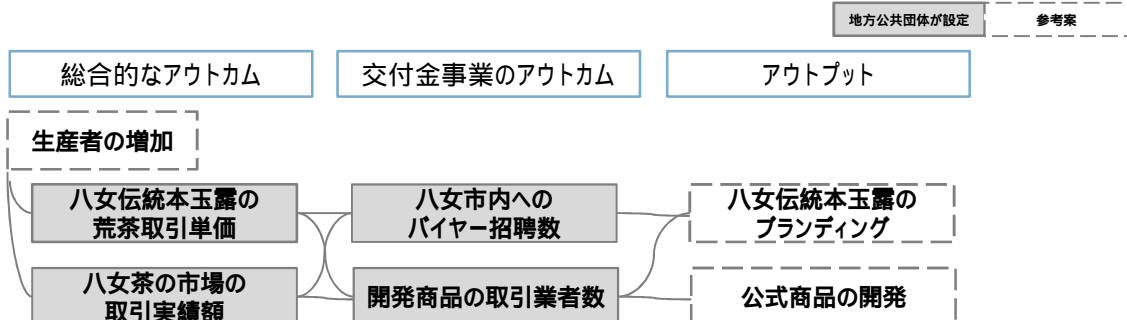 地方公共団体が設定
参考案
総合的なアウトカム
交付金事業のアウトカム
アウトプット
生産者の増加
八女伝統本玉露の
荒茶取引単価
八女市内への
バイヤー招聘数
八女伝統本玉露の
ブランディング
八女茶の市場の
取引実績額
開発商品の取引業者数
公式商品の開発